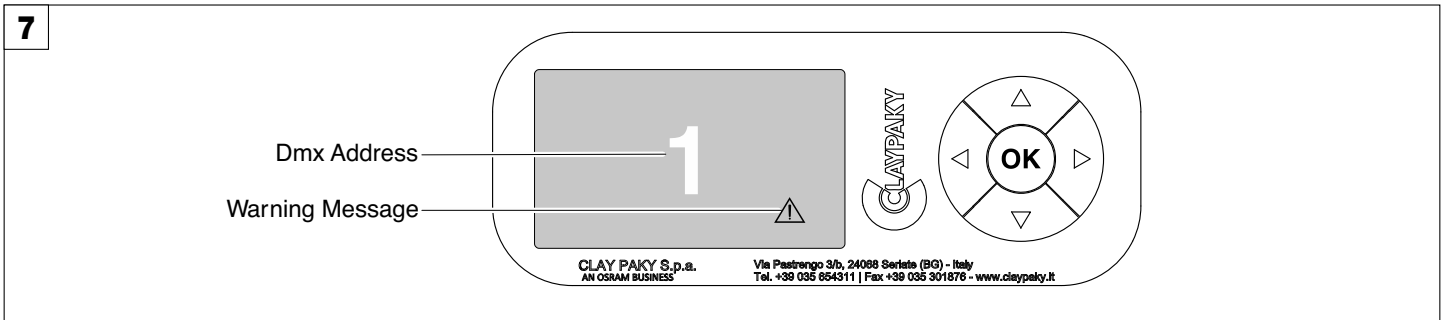 7
Dmx Address
1
Warning Message
CLAYPAKY
OK
CLAY PAKY S.p.a.
AN OSRAM BUSINESS
Via Pastrengo 3/b, 24068 Seriate (BG) - Italy
Tel. +39 035 654311 | Fax +39 035 301876 - www.claypaky.it